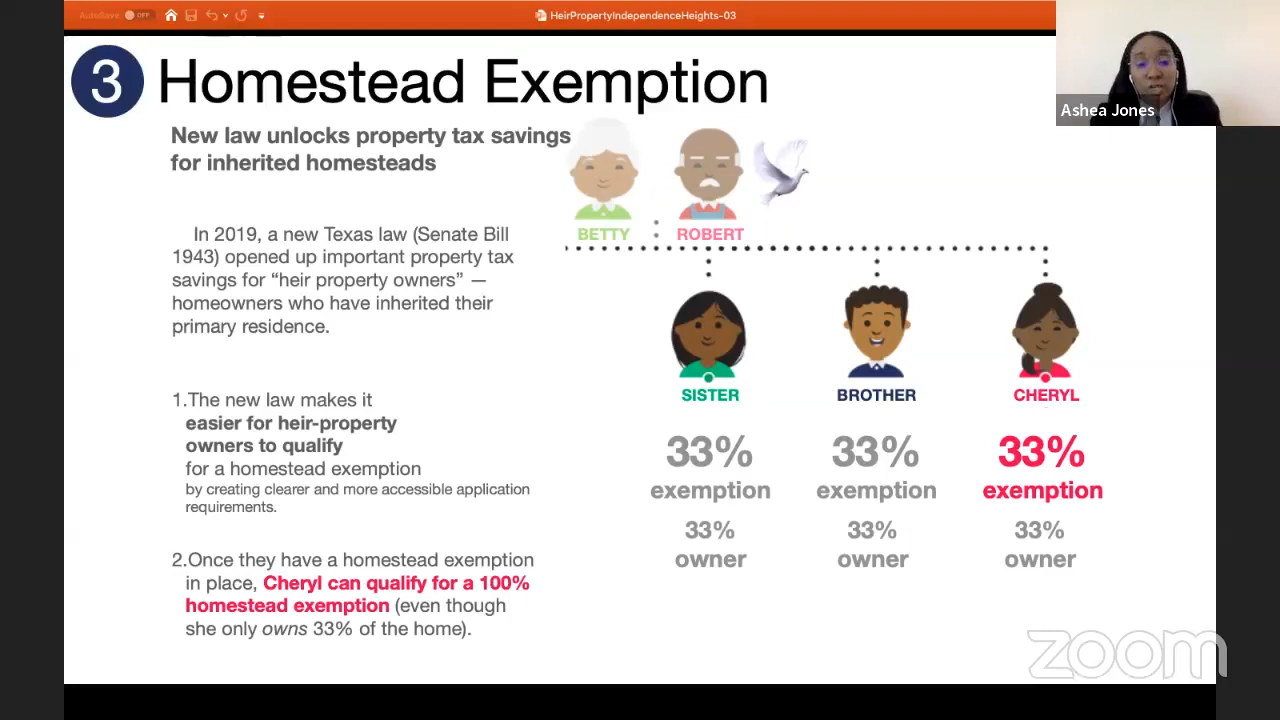 AutoSave OFF
HeirPropertyIndependenceHeights-03
Ashea Jones
3 Homestead Exemption
New law unlocks property tax savings
for inherited homesteads
In 2019, a new Texas law (Senate Bill
1943) opened up important property tax
savings for “heir property owners” —
homeowners who have inherited their
primary residence.
1.The new law makes it
easier for heir-property
owners to qualify
for a homestead exemption
by creating clearer and more accessible application
requirements.
2.Once they have a homestead exemption
in place, Cheryl can qualify for a 100%
homestead exemption (even though
she only owns 33% of the home).
BETTY ROBERT
SISTER BROTHER CHERYL
33% 33% 33%
exemption exemption exemption
33% 33% 33%
owner owner owner
zoom